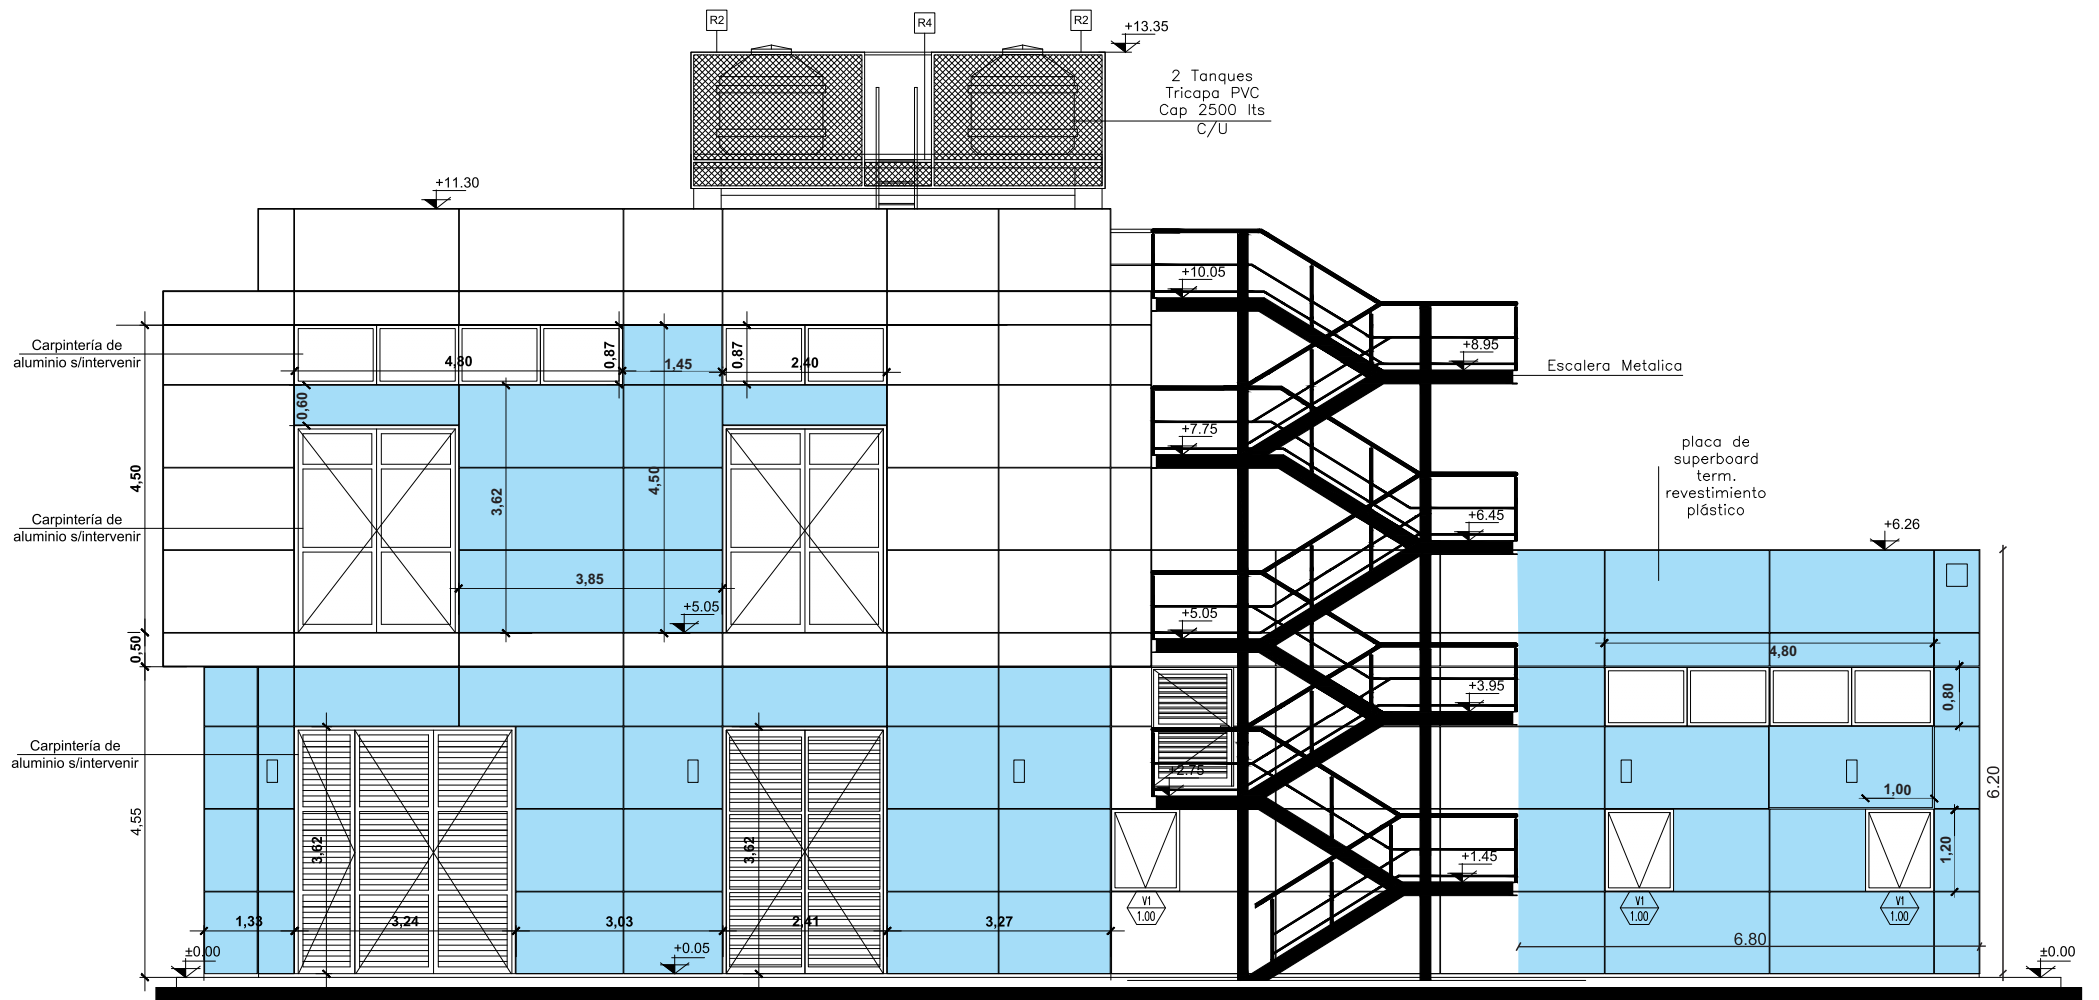 R2
R4
R2
+13.35
2 Tanques
Tricapa PVC
Cap 2500 lts
C/U
+11.30
+10.05
Carpintería de
aluminio s/intervenir
4,80
0,87
1,45
0,87
2,40
+8.95
Escalera Metalica
0,60
+7.75
placa de
superboard
term.
revestimiento
plástico
4,50
3,62
4,50
+6.45
+6.26
Carpintería de
aluminio s/intervenir
3,85
+5.05
+5.05
0,50
4,80
+3.95
0,80
Carpintería de
aluminio s/intervenir
+2.75
1,00
6.20
4,55
3,62
3,62
+1.45
1,20
V1
1.00
V1
1.00
V1
1.00
1,33
3,24
3,03
2,41
3,27
6.80
±0.00
+0.05
±0.00